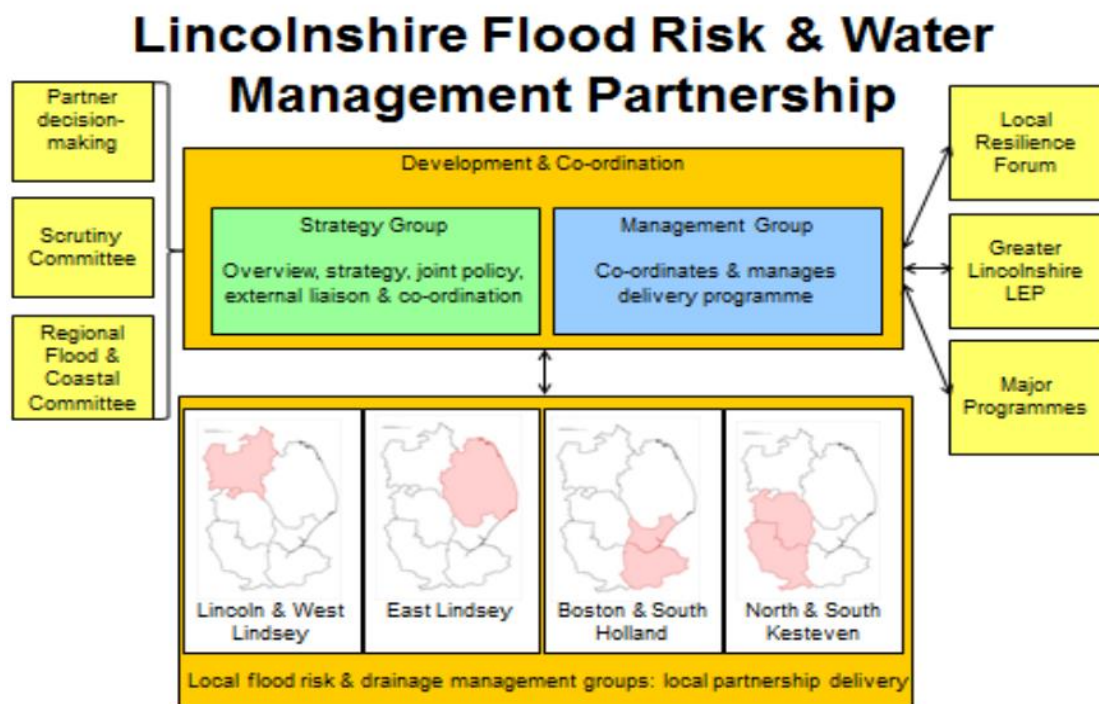 Lincolnshire Flood Risk & Water
Management Partnership
Partner
decision-
making
Scrutiny
Committee
Regional
Flood &
Coastal
Committee
Development & Co-ordination
Strategy Group
Overview, strategy, joint policy,
external liaison & co-ordination
Management Group
Co-ordinates & manages
delivery programme
Local
Resilience
Forum
Greater
Lincolnshire
LEP
Major
Programmes
Lincoln & West
Lindsey
East Lindsey
Boston & South
Holland
North & South
Kesteven
Local flood risk & drainage management groups: local partnership delivery